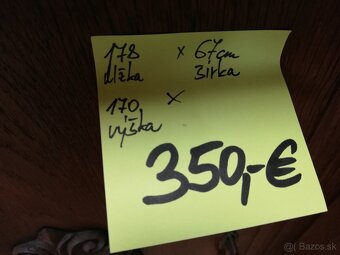 178 x 67cm
dĺžka šírka
170 x
výška
350,-€
© Bazos.sk